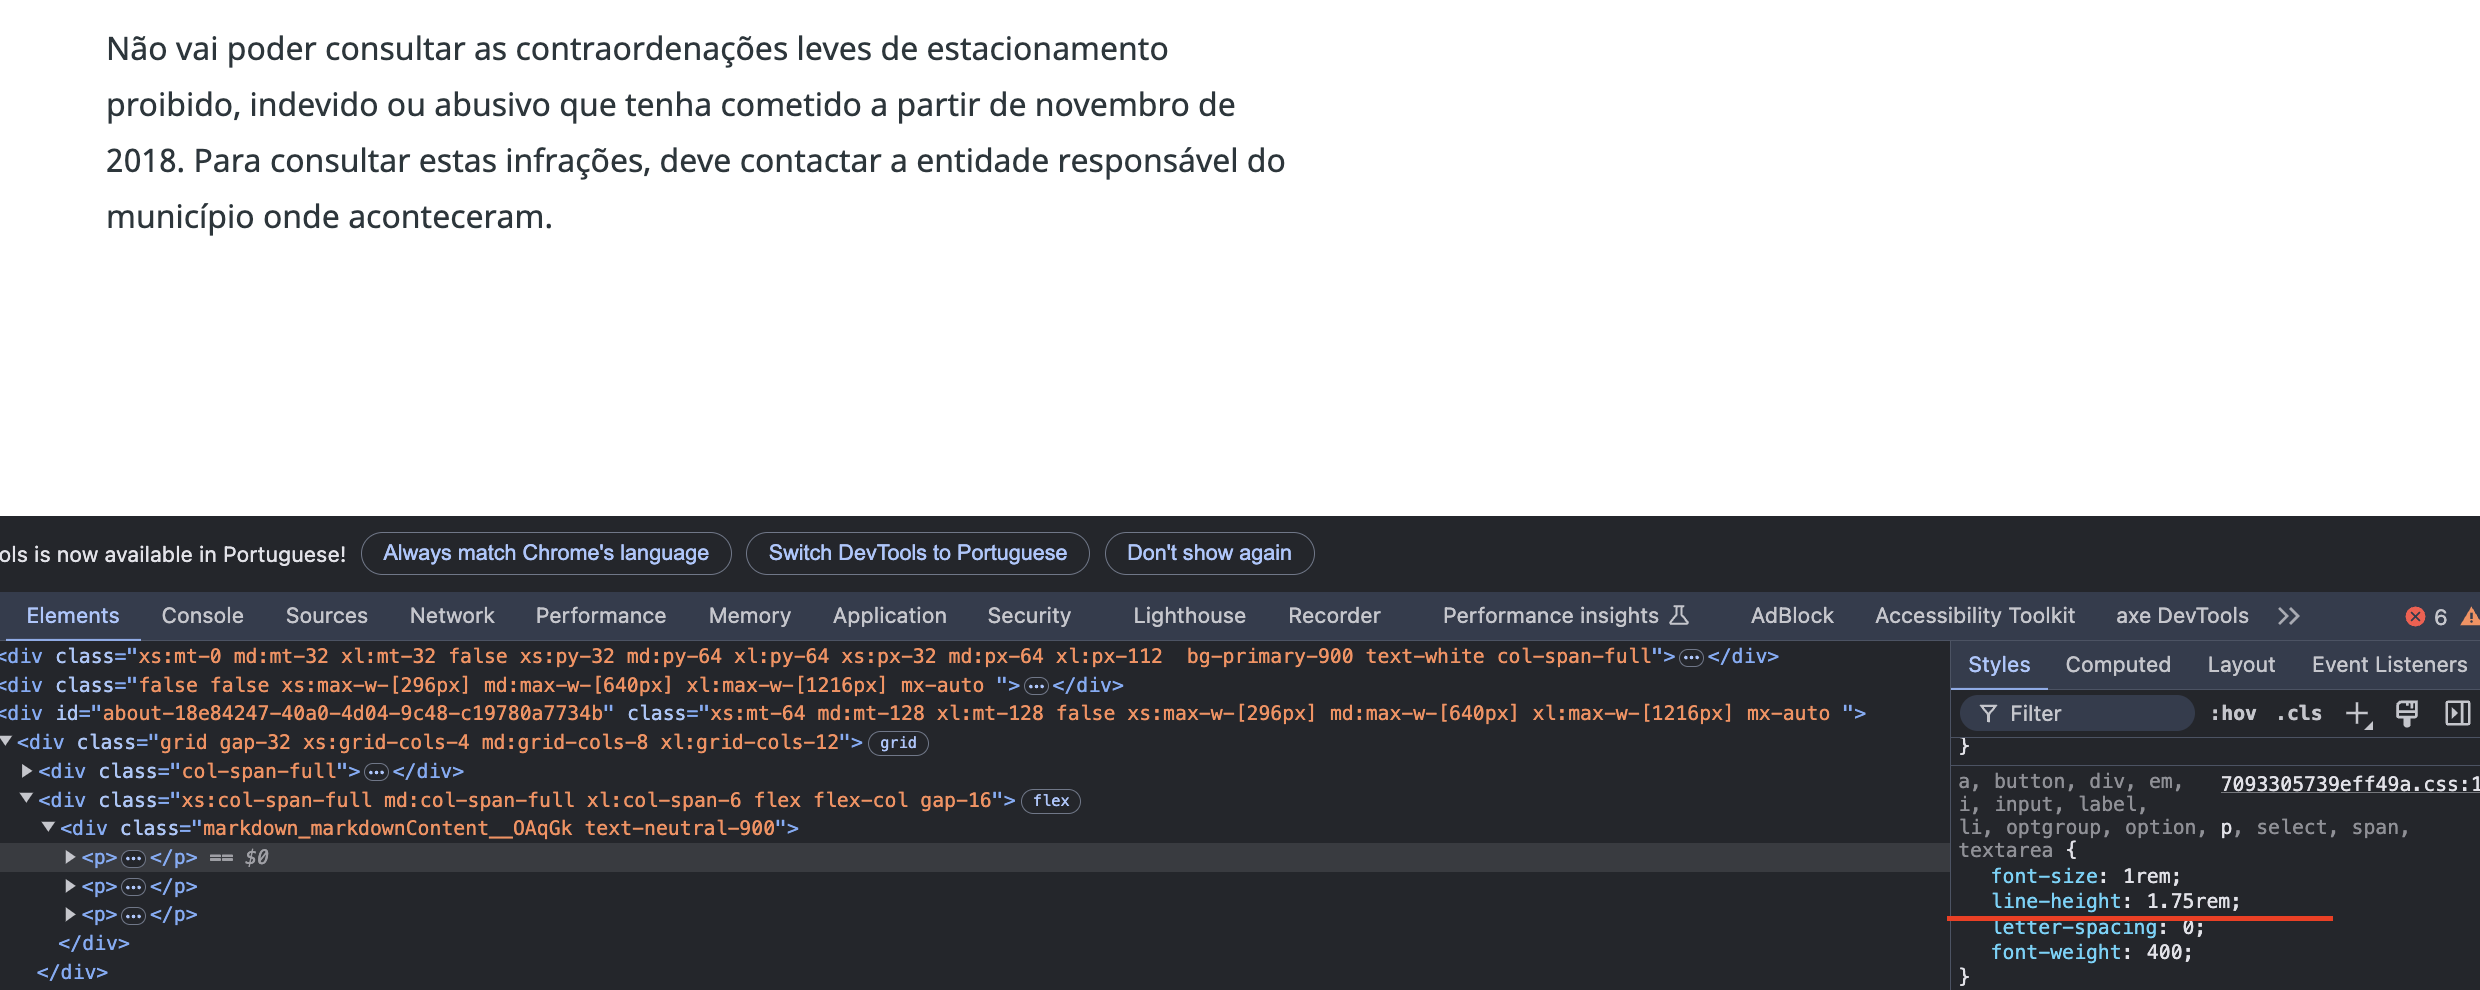 Não vai poder consultar as contraordenações leves de estacionamento
proibido, indevido ou abusivo que tenha cometido a partir de novembro de
2018. Para consultar estas infrações, deve contactar a entidade responsável do
município onde aconteceram.
ols is now available in Portuguese! Always match Chrome's language Switch DevTools to Portuguese Don't show again
Elements Console Sources Network Performance Memory Application Security Lighthouse Recorder Performance insights AdBlock Accessibility Toolkit axe DevTools 6
<div class="xs:mt-0 md:mt-32 xl:mt-32 false xs:py-32 md:py-64 xl:py-64 xs:px-32 md:px-64 xl:px-112  bg-primary-900 text-white col-span-full">…</div>
<div class="false false xs:max-w-[296px] md:max-w-[640px] xl:max-w-[1216px] mx-auto ">…</div>
<div id="about-18e84247-40a0-4d04-9c48-c19780a7734b" class="xs:mt-64 md:mt-128 xl:mt-128 false xs:max-w-[296px] md:max-w-[640px] xl:max-w-[1216px] mx-auto ">
<div class="grid gap-32 xs:grid-cols-4 md:grid-cols-8 xl:grid-cols-12"> grid
<div class="col-span-full">…</div>
<div class="xs:col-span-full md:col-span-full xl:col-span-6 flex flex-col gap-16"> flex
<div class="markdown_markdownContent__OAqGk text-neutral-900">
<p>…</p> == $0
<p>…</p>
<p>…</p>
</div>
</div>
Styles Computed Layout Event Listeners
Filter :hov .cls
}
a, button, div, em, 7093305739eff49a.css:1
i, input, label,
li, optgroup, option, p, select, span,
textarea {
font-size: 1rem;
line-height: 1.75rem;
letter-spacing: 0;
font-weight: 400;
}